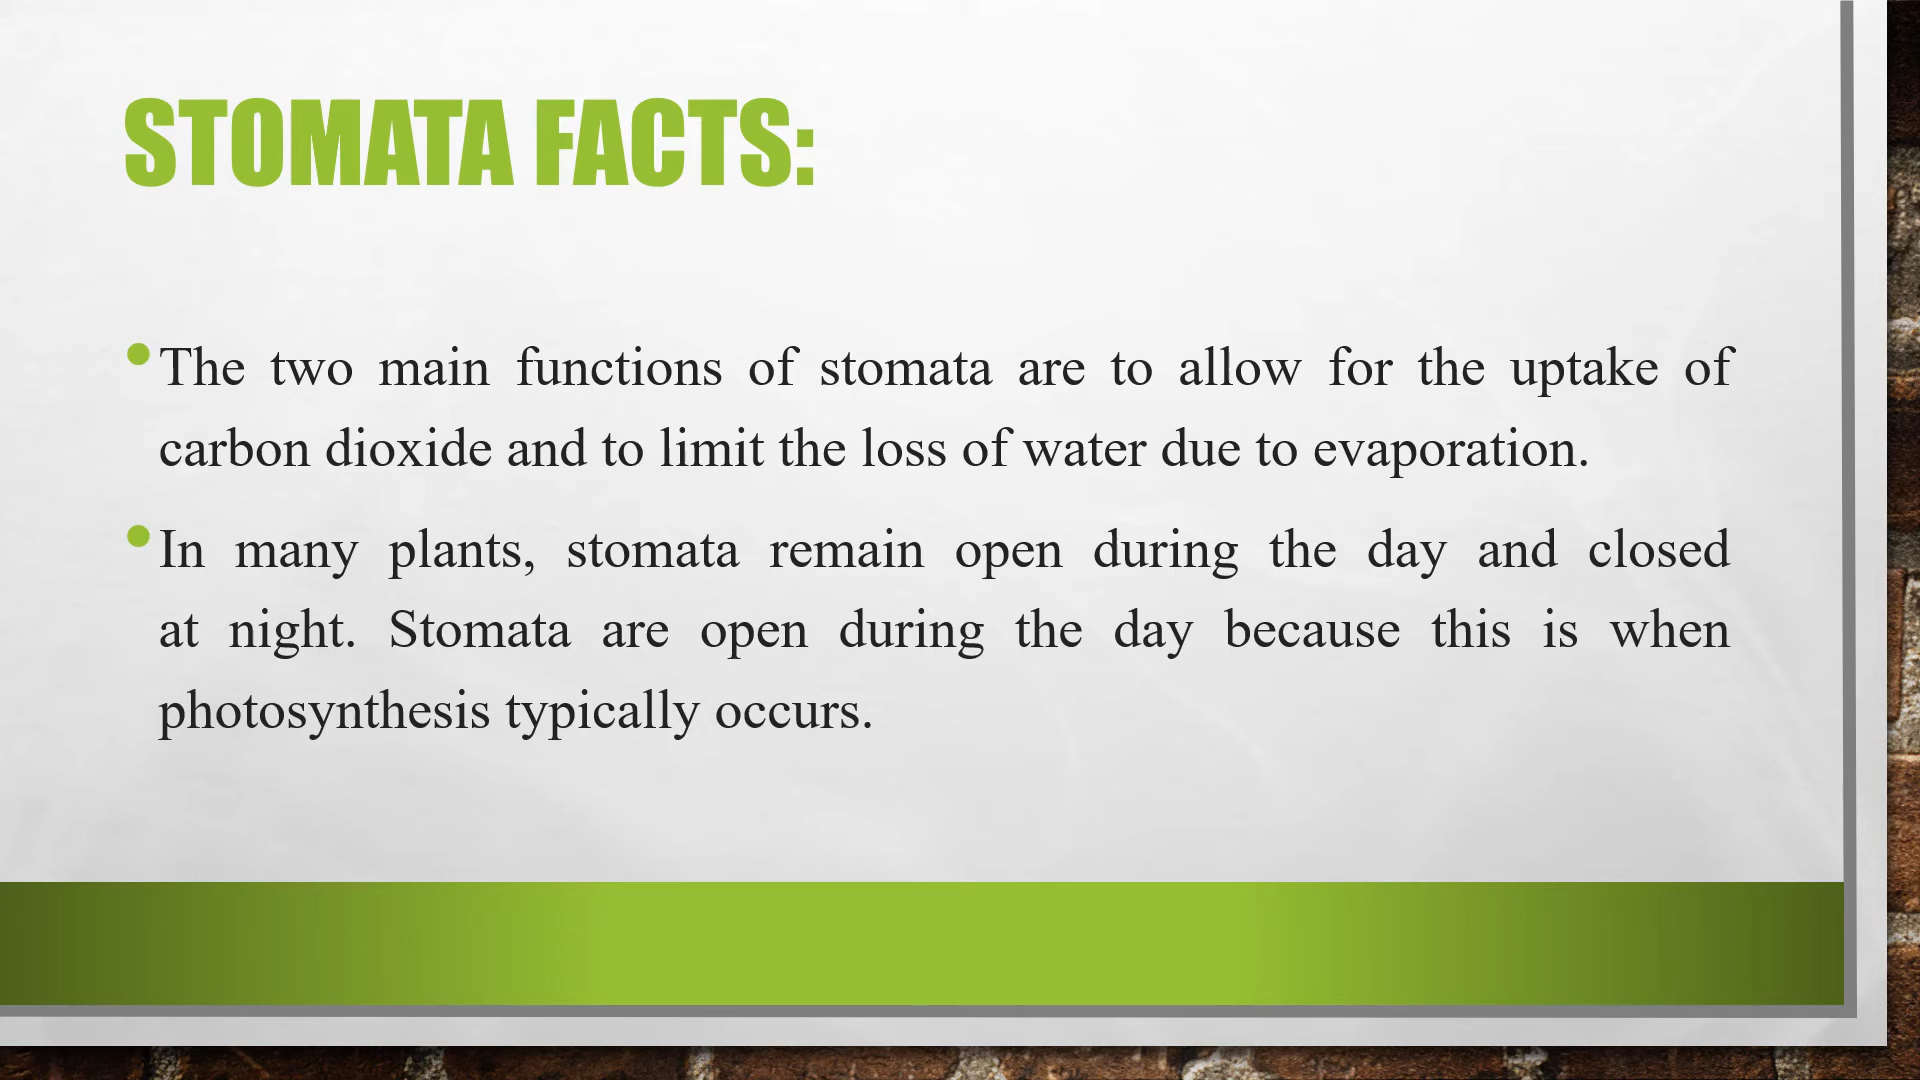 STOMATA FACTS:
• The two main functions of stomata are to allow for the uptake of
carbon dioxide and to limit the loss of water due to evaporation.
• In many plants, stomata remain open during the day and closed
at night. Stomata are open during the day because this is when
photosynthesis typically occurs.